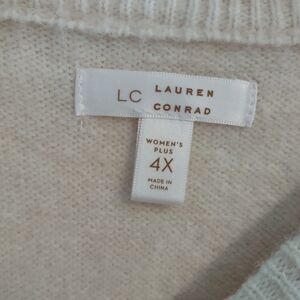 LC LAUREN CONRAD
WOMEN'S
PLUS
4X
MADE IN
CHINA